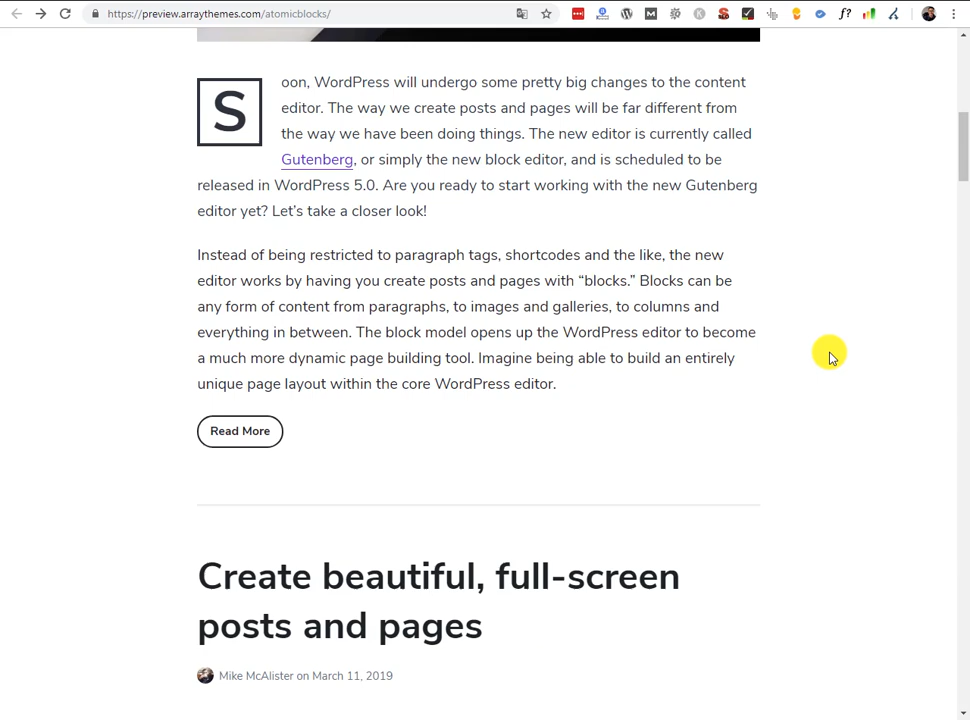 https://preview.arraythemes.com/atomicblocks/
S
oon, WordPress will undergo some pretty big changes to the content
editor. The way we create posts and pages will be far different from
the way we have been doing things. The new editor is currently called
Gutenberg, or simply the new block editor, and is scheduled to be
released in WordPress 5.0. Are you ready to start working with the new Gutenberg
editor yet? Let’s take a closer look!
Instead of being restricted to paragraph tags, shortcodes and the like, the new
editor works by having you create posts and pages with “blocks.” Blocks can be
any form of content from paragraphs, to images and galleries, to columns and
everything in between. The block model opens up the WordPress editor to become
a much more dynamic page building tool. Imagine being able to build an entirely
unique page layout within the core WordPress editor.
Read More
Create beautiful, full-screen
posts and pages
Mike McAlister on March 11, 2019